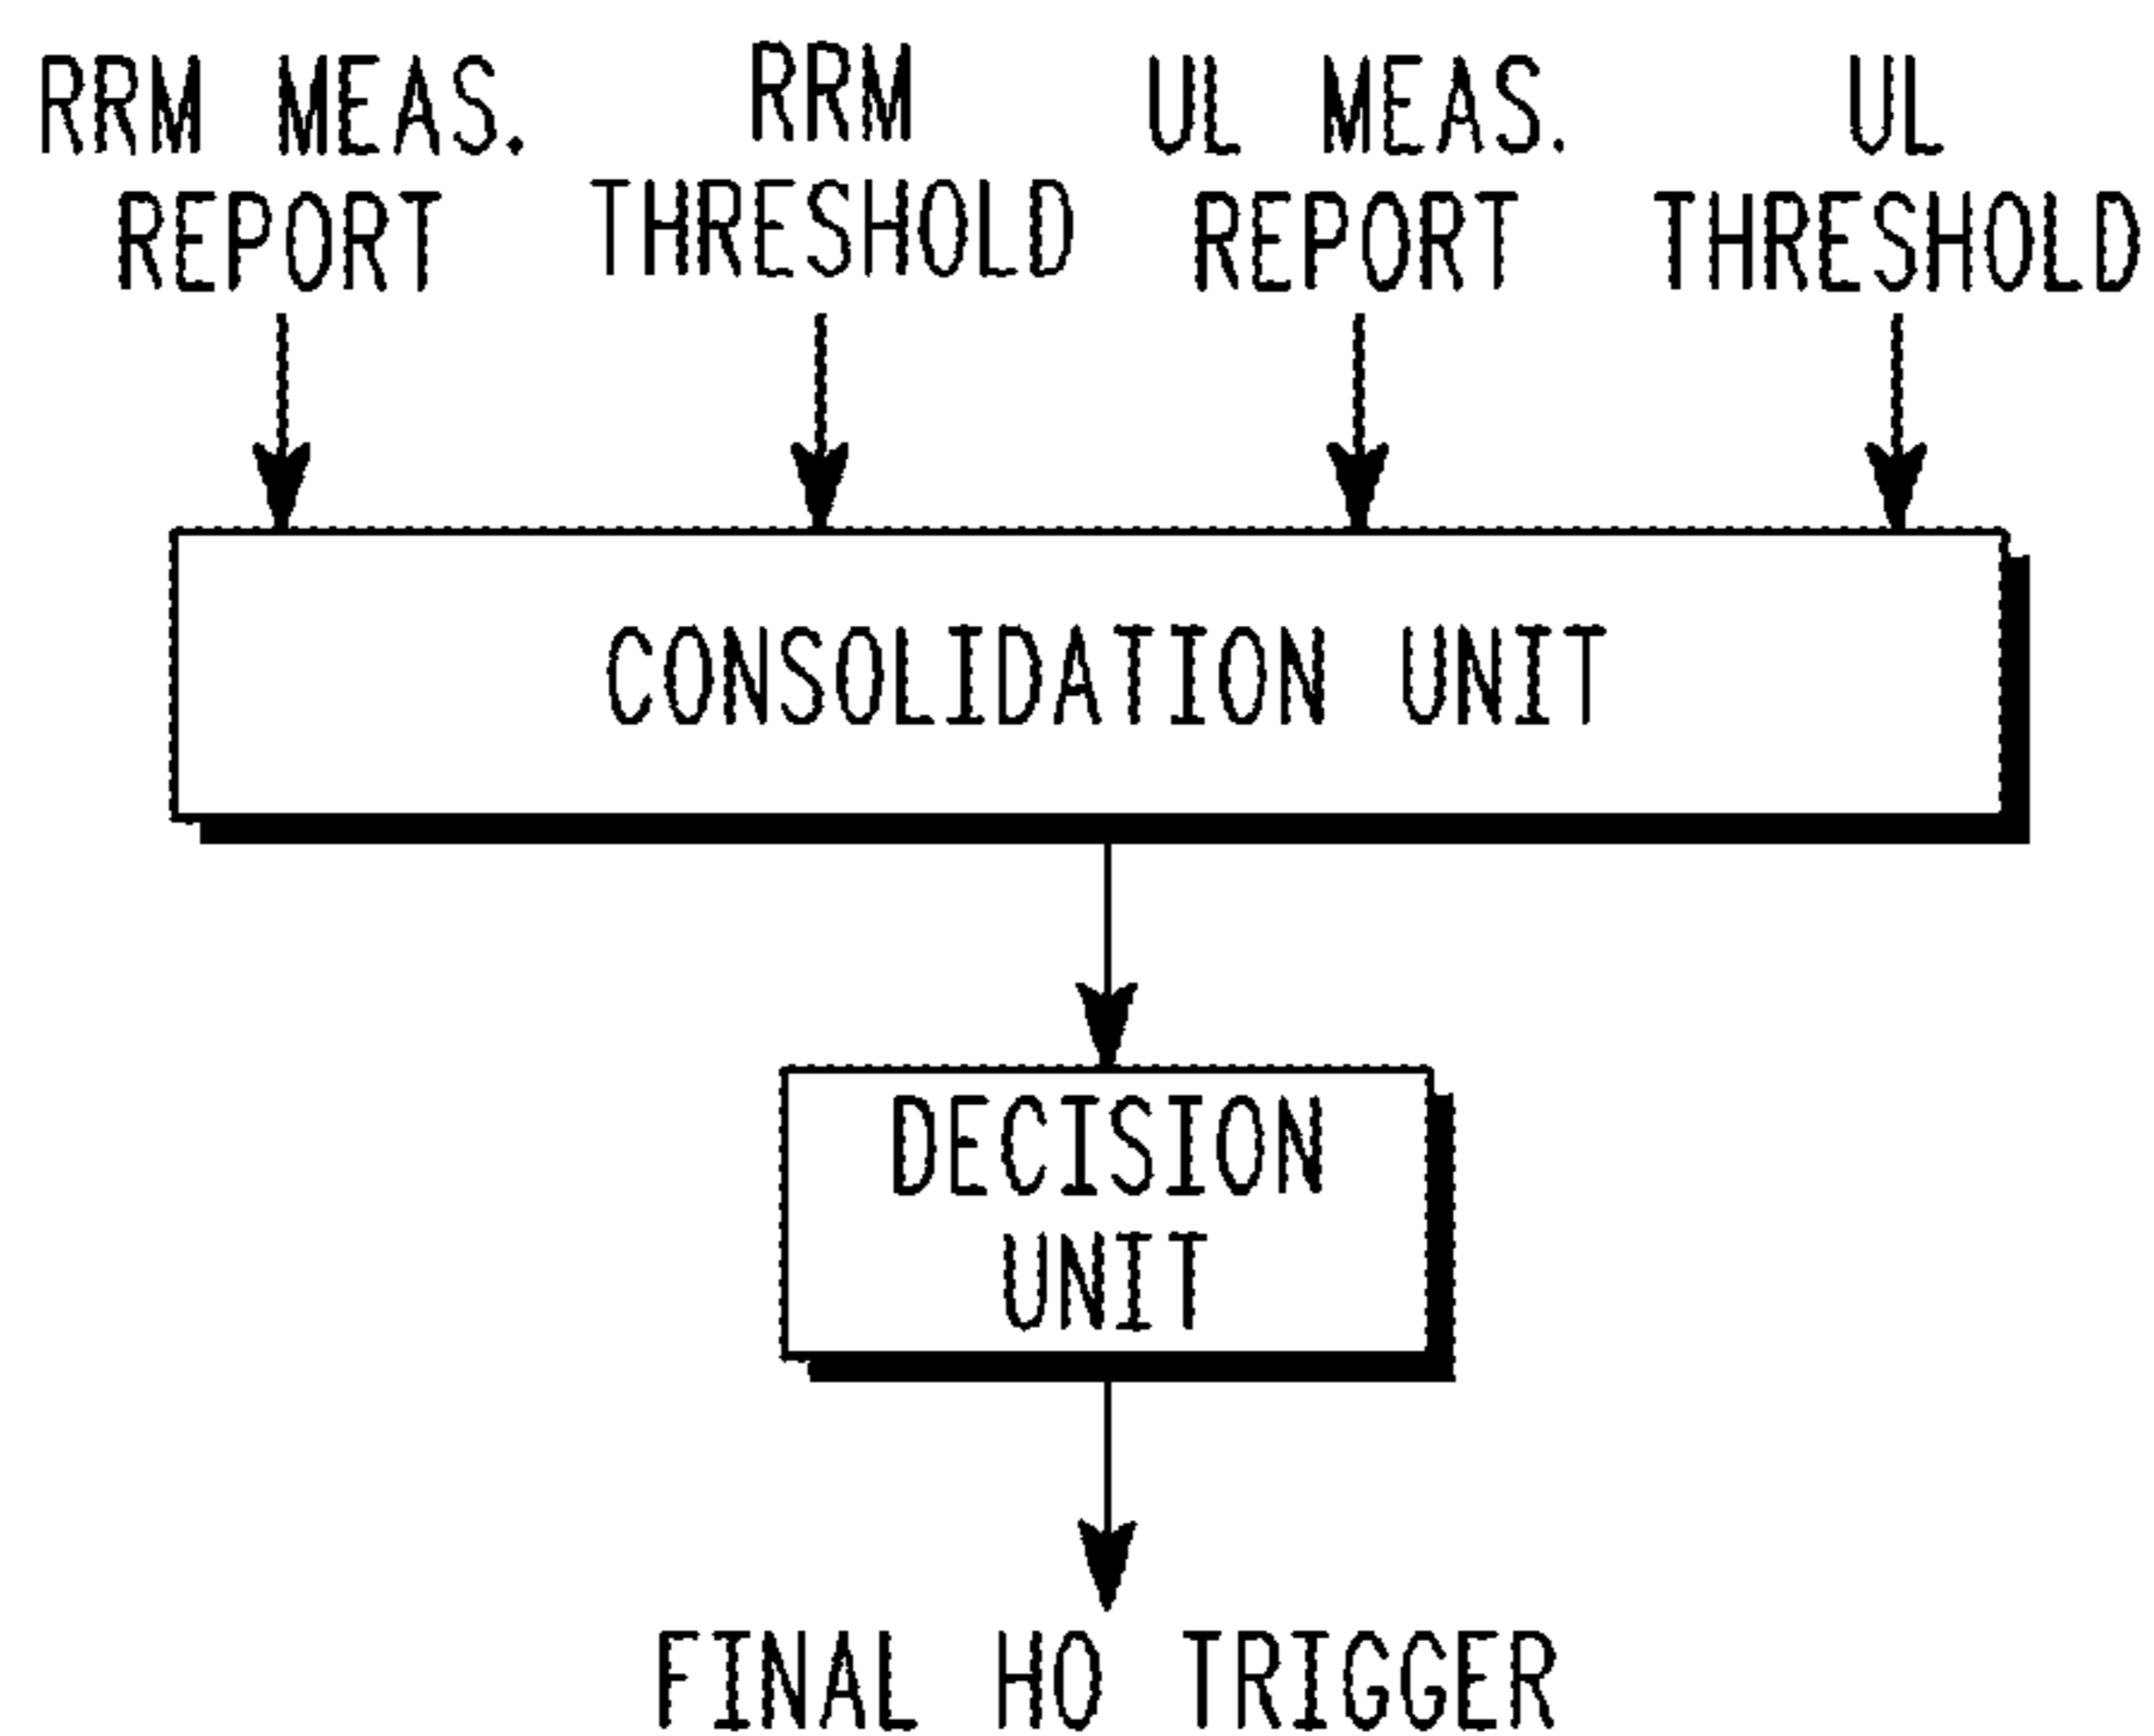 RRM MEAS.
REPORT
RRM
THRESHOLD
UL MEAS.
REPORT
UL
THRESHOLD
CONSOLIDATION UNIT
DECISION
UNIT
FINAL HO TRIGGER